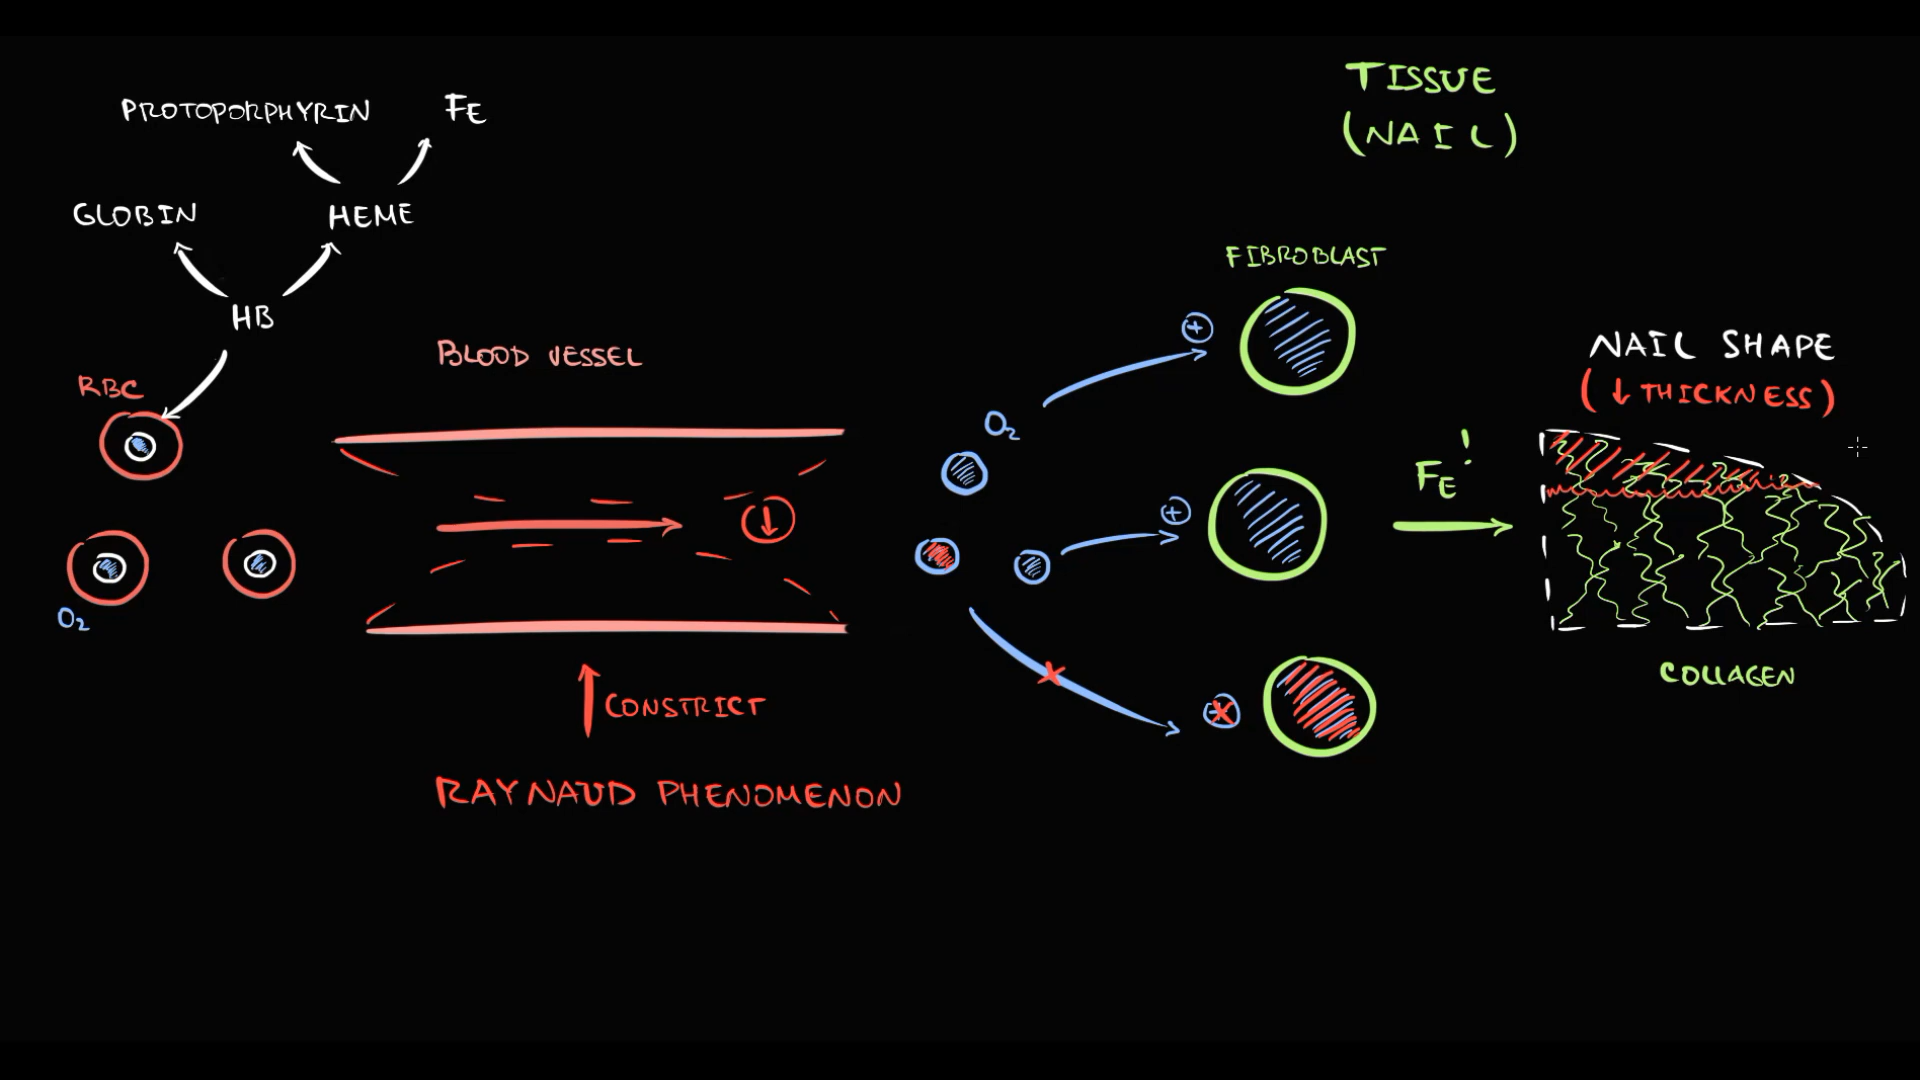 PROTOPORPHYRIN FE
GLOBIN HEME
HB
RBC
O2
BLOOD VESSEL
↓
CONSTRICT
RAYNAUD PHENOMENON
TISSUE
(NAIL)
FIBROBLAST
+
O2
+
+
FE!
NAIL SHAPE
(↓ THICKNESS)
COLLAGEN